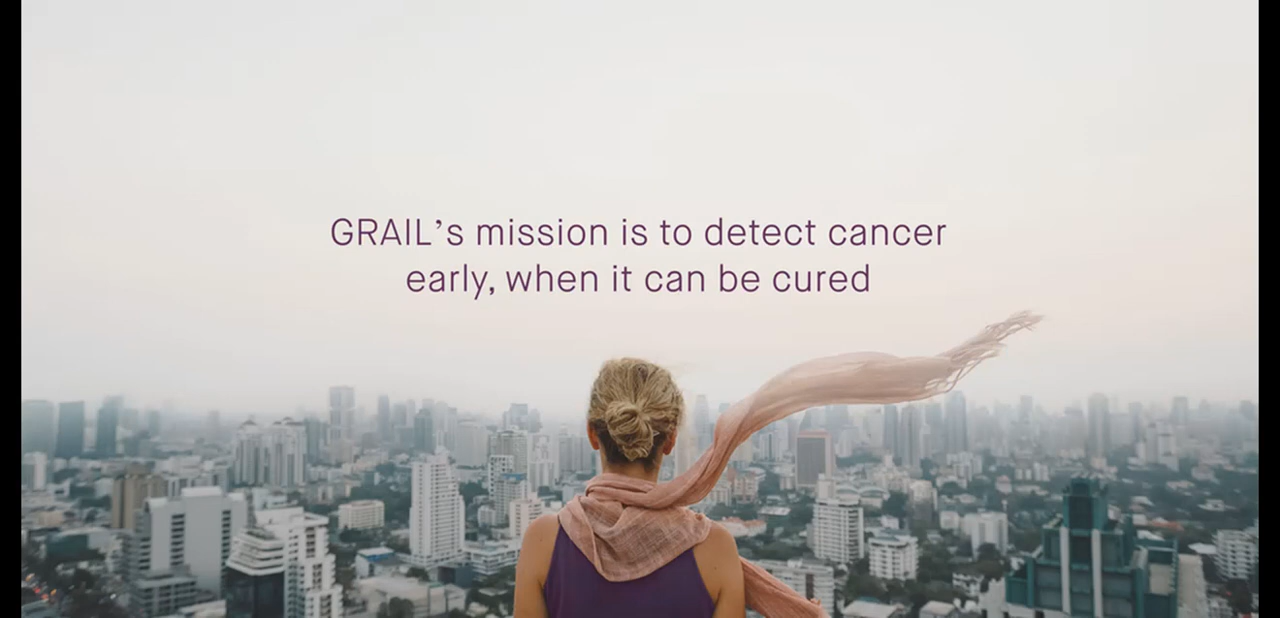 GRAIL’s mission is to detect cancer
early, when it can be cured